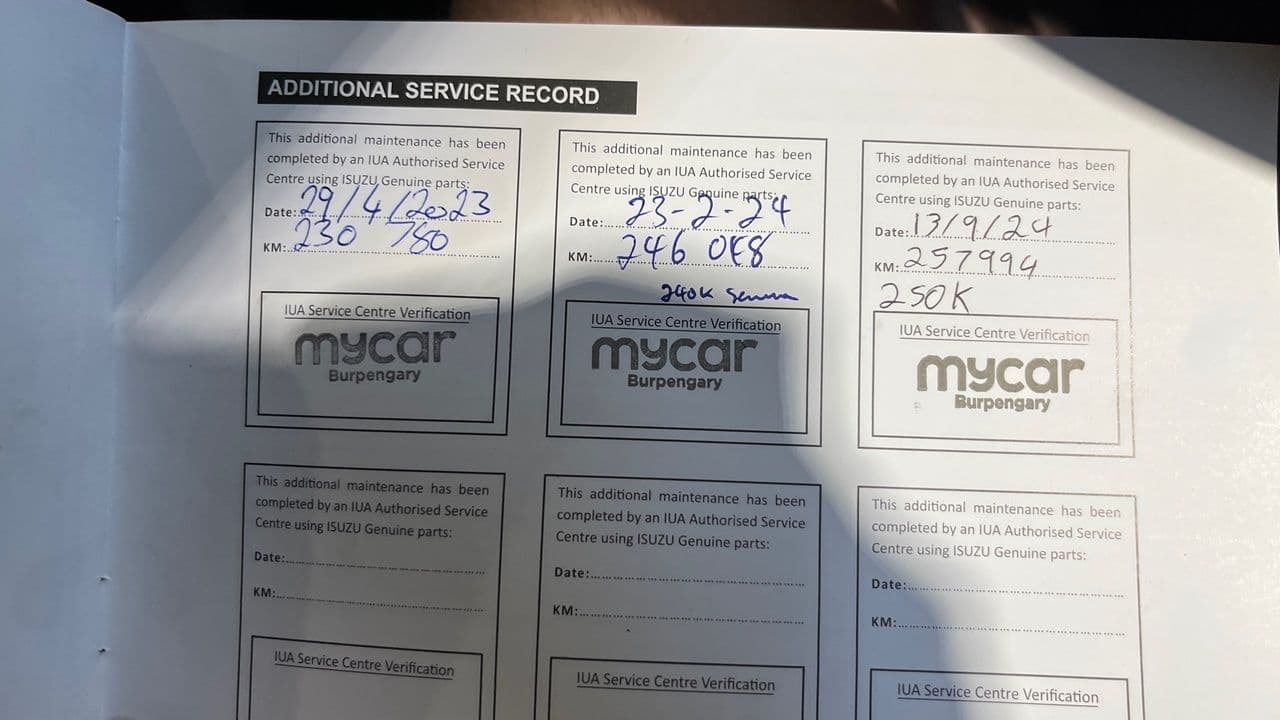 ADDITIONAL SERVICE RECORD
This additional maintenance has been
completed by an IUA Authorised Service
Centre using ISUZU Genuine parts:
Date: 29/4/2023
KM: 230 780
IUA Service Centre Verification
mycar
Burpengary
This additional maintenance has been
completed by an IUA Authorised Service
Centre using ISUZU Genuine parts:
Date: 23-2-24
KM: 246
240K
IUA Service Centre Verification
mycar
Burpengary
This additional maintenance has been
completed by an IUA Authorised Service
Centre using ISUZU Genuine parts:
Date: 13/9/24
KM: 257994
250K
IUA Service Centre Verification
mycar
Burpengary
This additional maintenance has been
completed by an IUA Authorised Service
Centre using ISUZU Genuine parts:
Date:
KM:
IUA Service Centre Verification
This additional maintenance has been
completed by an IUA Authorised Service
Centre using ISUZU Genuine parts:
Date:
KM:
IUA Service Centre Verification
This additional maintenance has been
completed by an IUA Authorised Service
Centre using ISUZU Genuine parts:
Date:
KM:
IUA Service Centre Verification